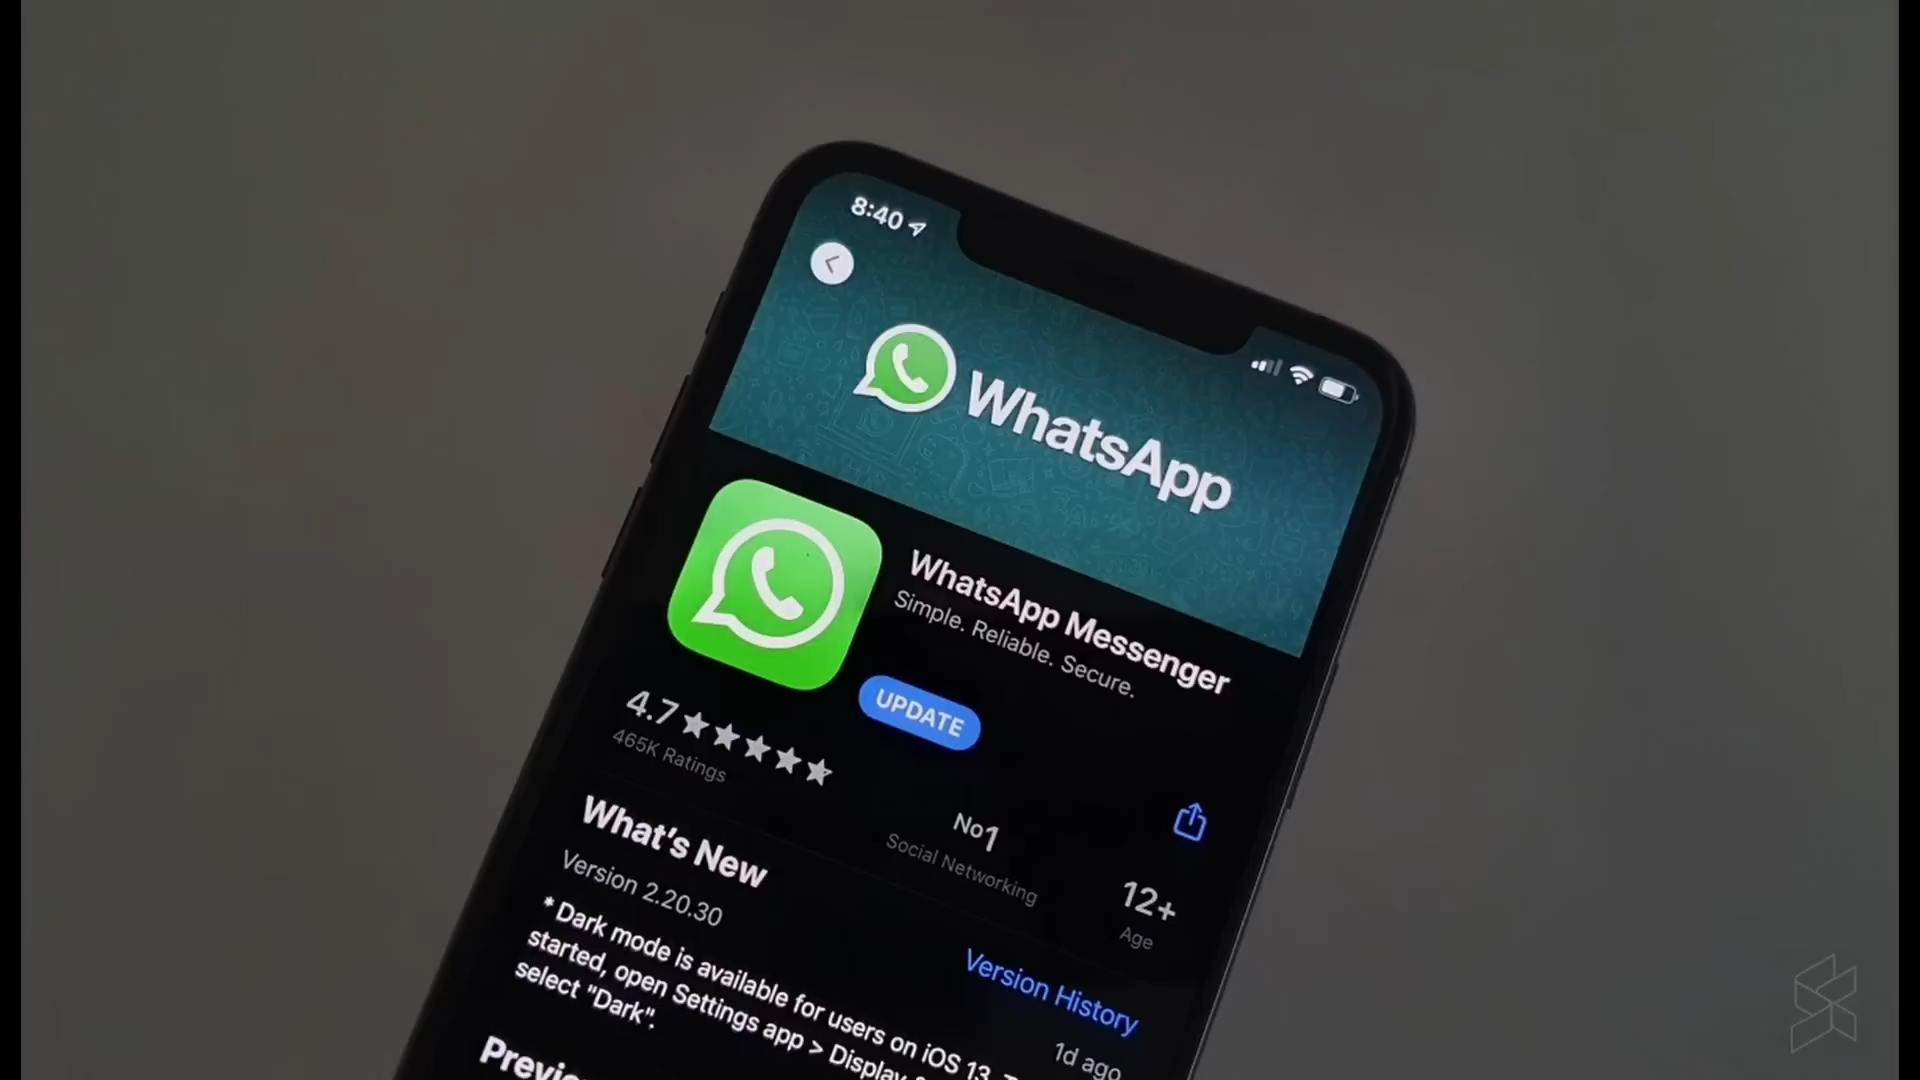 8:40
WhatsApp
WhatsApp Messenger
Simple. Reliable. Secure.
UPDATE
4.7
465K Ratings
No1
Social Networking
12+
Age
What's New
Version History
Version 2.20.30
1d ago
* Dark mode is available for users on iOS 13.
started, open Settings app > Display
select "Dark".